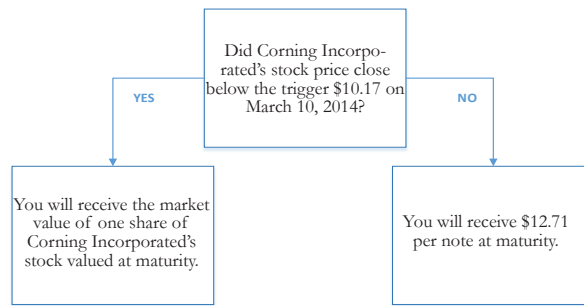 Did Corning Incorpo-
rated's stock price close
below the trigger $10.17 on
March 10, 2014?
YES
NO
You will receive the market
value of one share of
Corning Incorporated's
stock valued at maturity.
You will receive $12.71
per note at maturity.